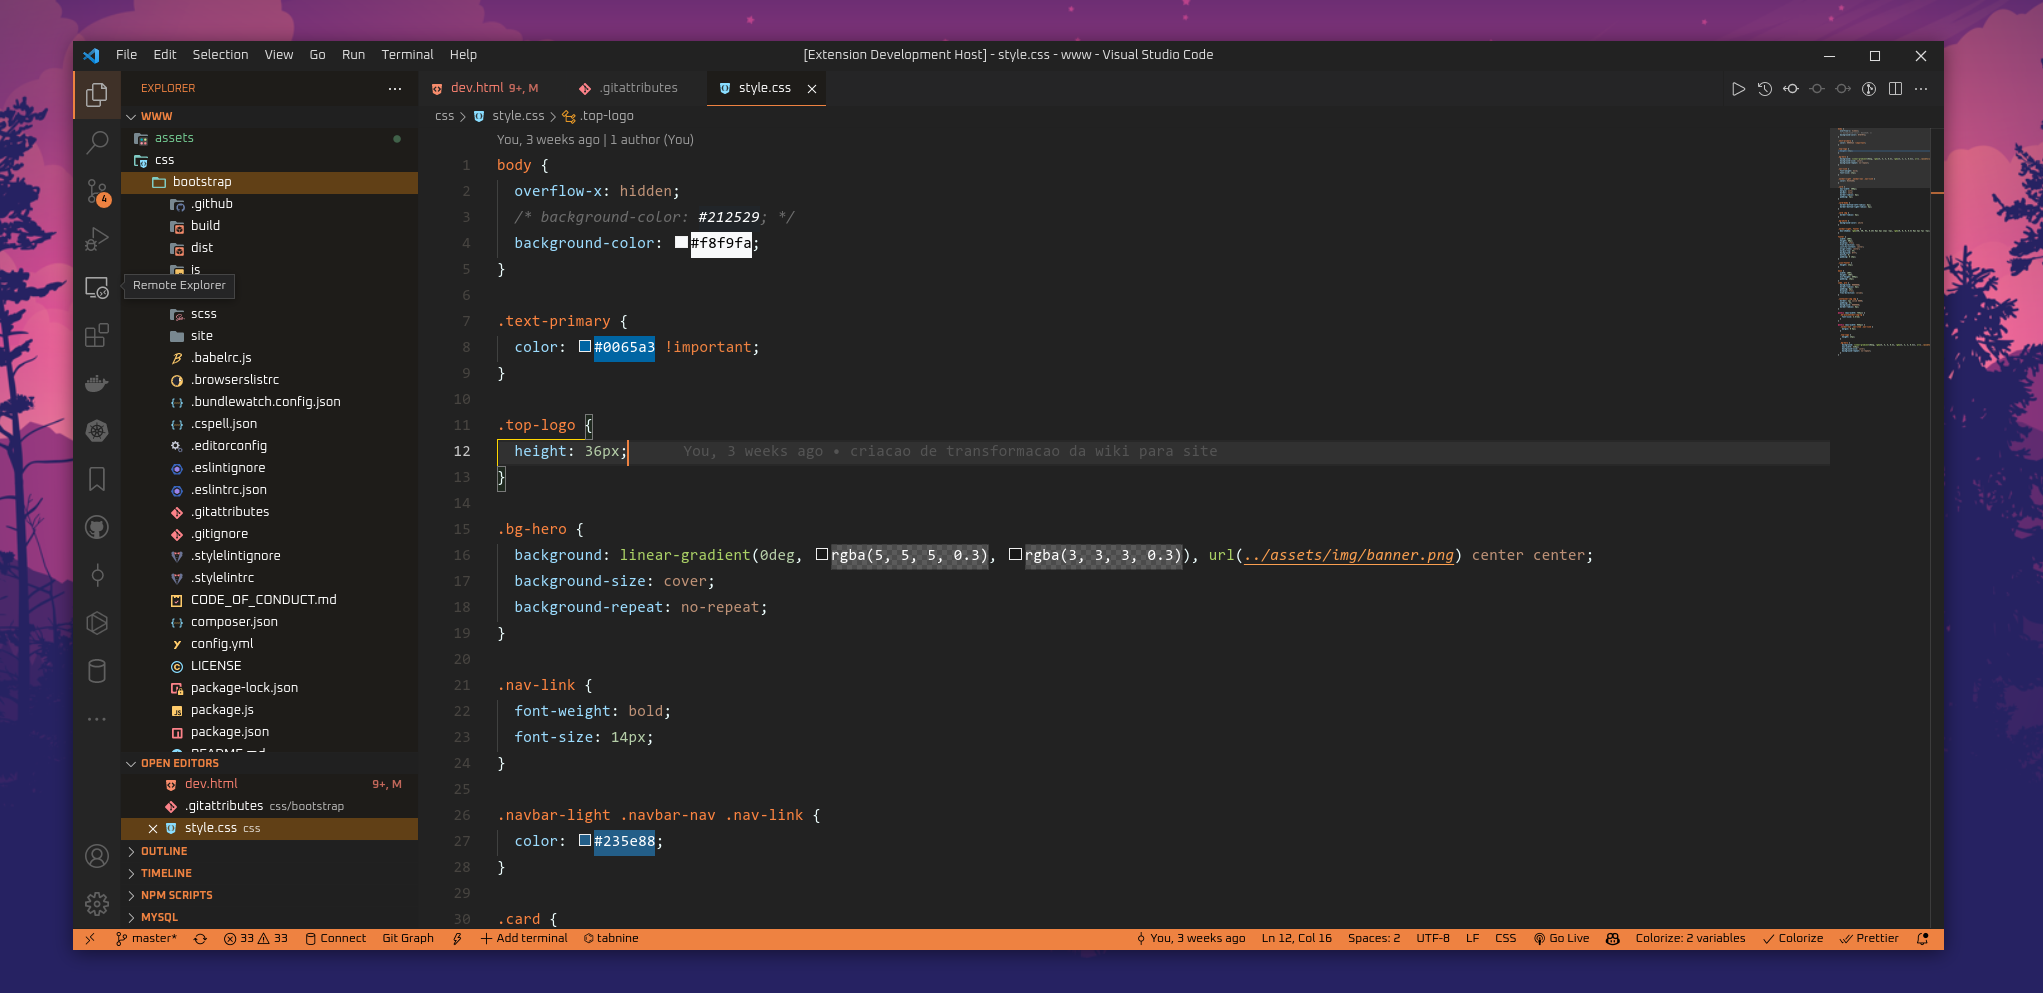 File Edit Selection View Go Run Terminal Help
[Extension Development Host] - style.css - www - Visual Studio Code
EXPLORER
WWW
assets
css
bootstrap
.github
build
dist
js
Remote Explorer
scss
site
.babelrc.js
.browserslistrc
.bundlewatch.config.json
.cspell.json
.editorconfig
.eslintignore
.eslintrc.json
.gitattributes
.gitignore
.stylelintignore
.stylelintrc
CODE_OF_CONDUCT.md
composer.json
config.yml
LICENSE
package-lock.json
package.js
package.json
README.md
4
OPEN EDITORS
dev.html 9+, M
.gitattributes css/bootstrap
style.css css
OUTLINE
TIMELINE
NPM SCRIPTS
MYSQL
dev.html 9+, M .gitattributes style.css
css > style.css > .top-logo
You, 3 weeks ago | 1 author (You)
1 body {
2 overflow-x: hidden;
3 /* background-color: #212529; */
4 background-color: #f8f9fa;
5 }
6
7 .text-primary {
8 color: #0065a3 !important;
9 }
10
11 .top-logo {
12 height: 36px; You, 3 weeks ago • criacao de transformacao da wiki para site
13 }
14
15 .bg-hero {
16 background: linear-gradient(0deg, rgba(5, 5, 5, 0.3), rgba(3, 3, 3, 0.3)), url(../assets/img/banner.png) center center;
17 background-size: cover;
18 background-repeat: no-repeat;
19 }
20
21 .nav-link {
22 font-weight: bold;
23 font-size: 14px;
24 }
25
26 .navbar-light .navbar-nav .nav-link {
27 color: #235e88;
28 }
29
30 .card {
master* 33 33 Connect Git Graph Add terminal tabnine
You, 3 weeks ago Ln 12, Col 16 Spaces: 2 UTF-8 LF CSS Go Live Colorize: 2 variables Colorize Prettier